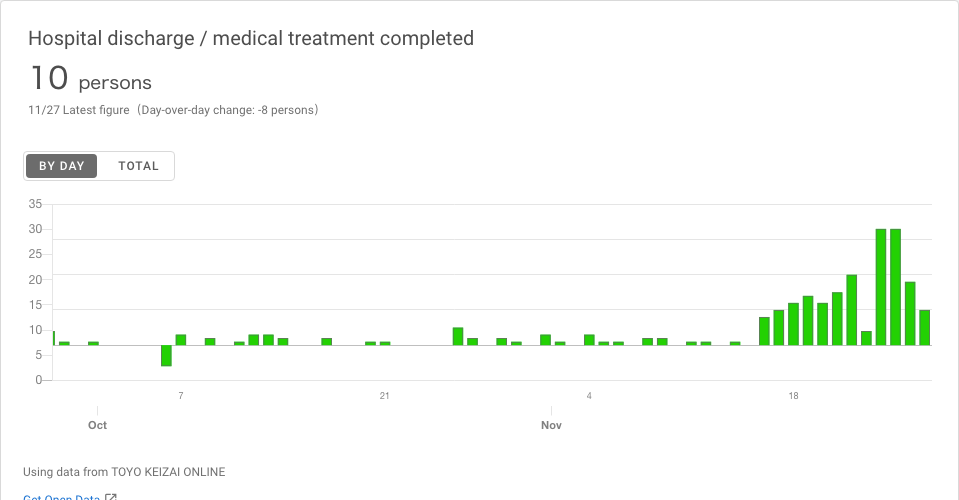 Hospital discharge / medical treatment completed
10 persons
11/27 Latest figure（Day-over-day change: -8 persons）
BY DAY TOTAL
35
30
25
20
15
10
5
0
7 21 4 18
Oct Nov
Using data from TOYO KEIZAI ONLINE
Get Open Data